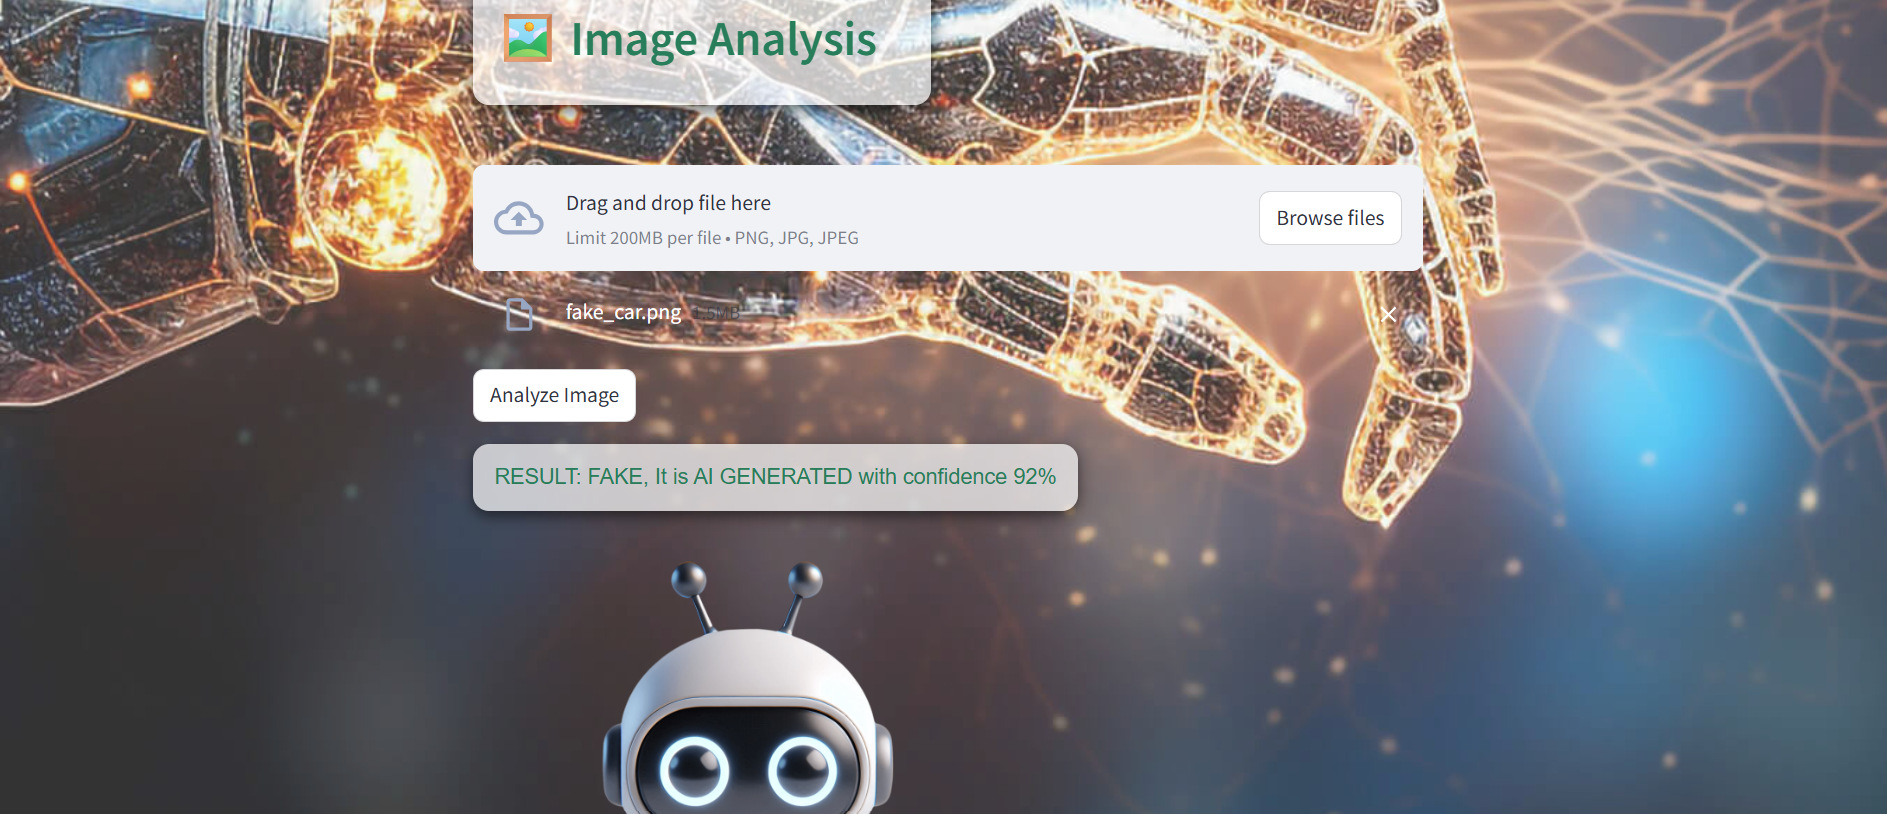 Image Analysis
Drag and drop file here
Limit 200MB per file • PNG, JPG, JPEG
Browse files
fake_car.png
Analyze Image
RESULT: FAKE, It is AI GENERATED with confidence 92%